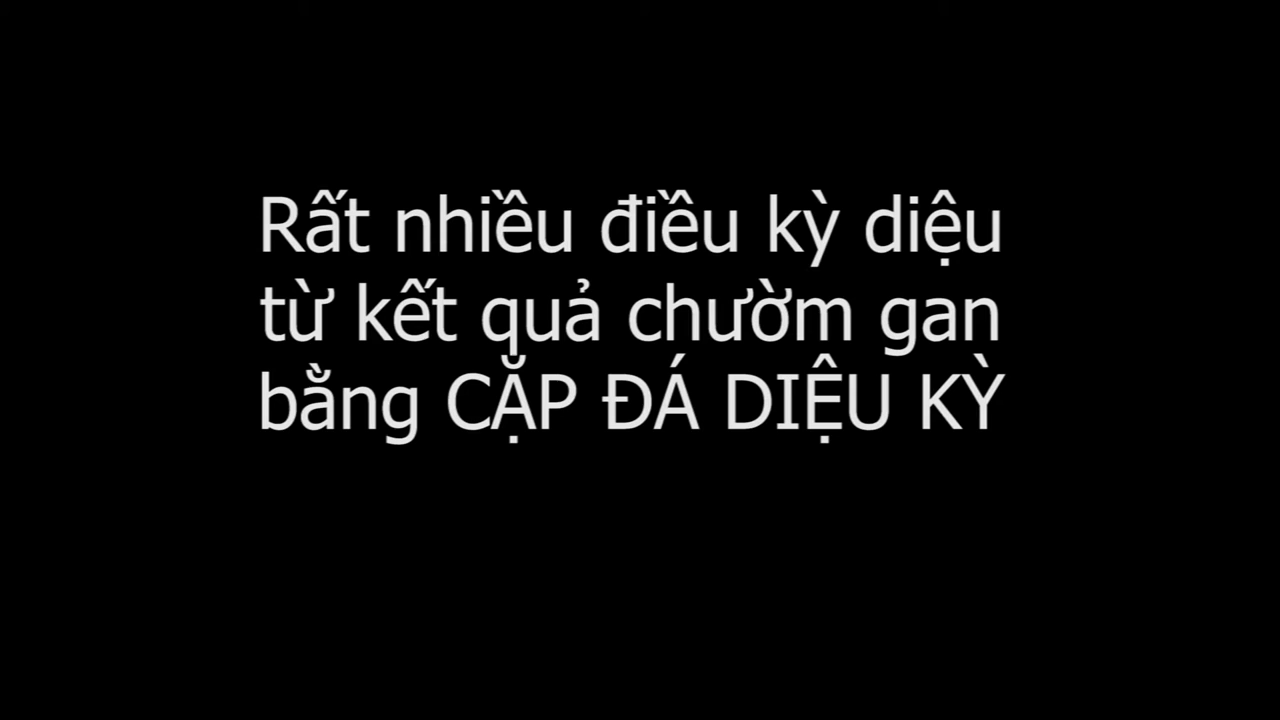 Rất nhiều điều kỳ diệu
từ kết quả chườm gan
bằng CẶP ĐÁ DIỆU KỲ